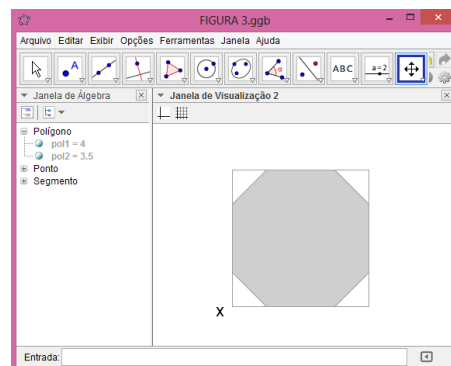 FIGURA 3.ggb
Arquivo Editar Exibir Opções Ferramentas Janela Ajuda
A ABC a=2
Janela de Álgebra
Janela de Visualização 2
Polígono
pol1 = 4
pol2 = 3.5
Ponto
Segmento
X
Entrada: